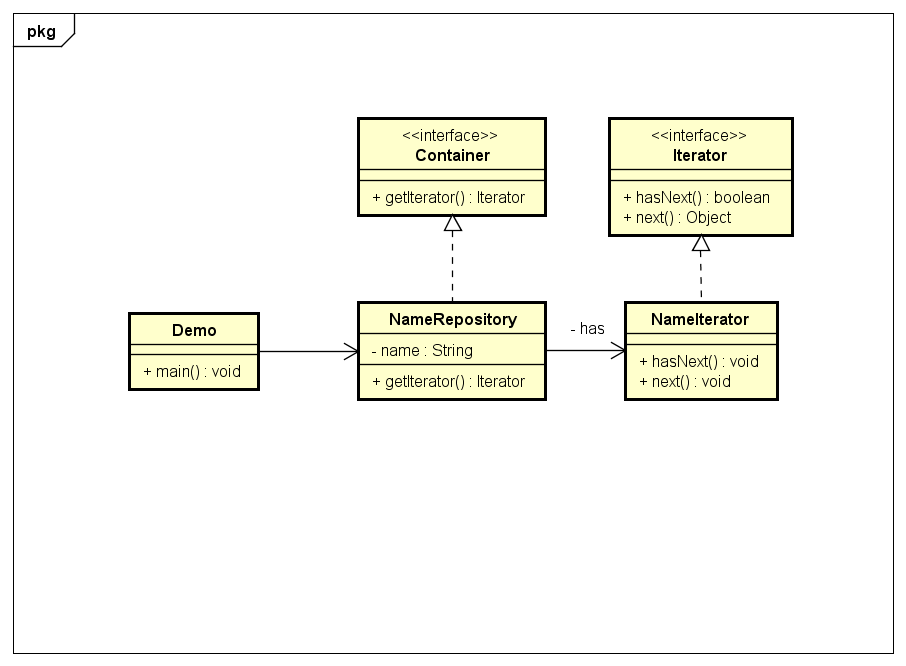 pkg
<<interface>>
Container
+ getIterator() : Iterator
<<interface>>
Iterator
+ hasNext() : boolean
+ next() : Object
Demo
+ main() : void
NameRepository
- name : String
+ getIterator() : Iterator
- has
NameIterator
+ hasNext() : void
+ next() : void